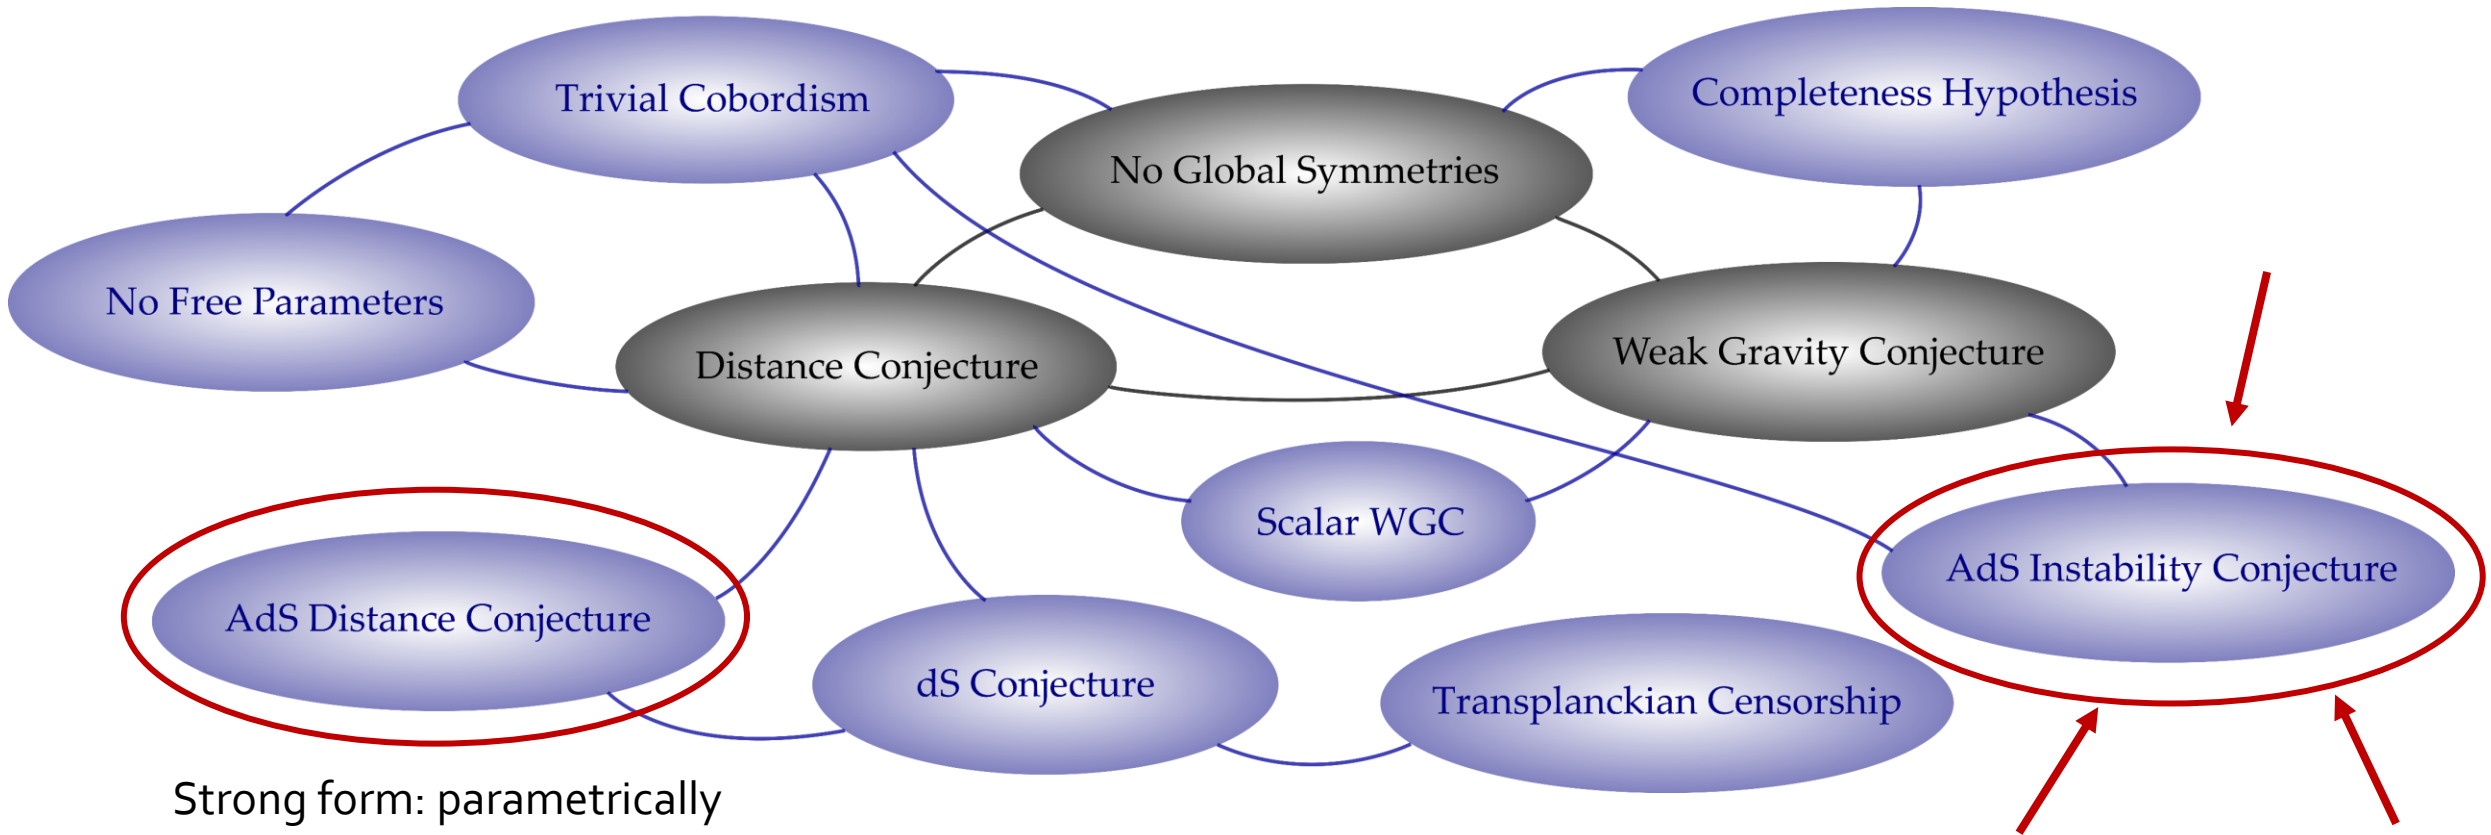 Trivial Cobordism
Completeness Hypothesis
No Global Symmetries
No Free Parameters
Distance Conjecture
Weak Gravity Conjecture
Scalar WGC
AdS Instability Conjecture
AdS Distance Conjecture
dS Conjecture
Transplanckian Censorship
Strong form: parametrically